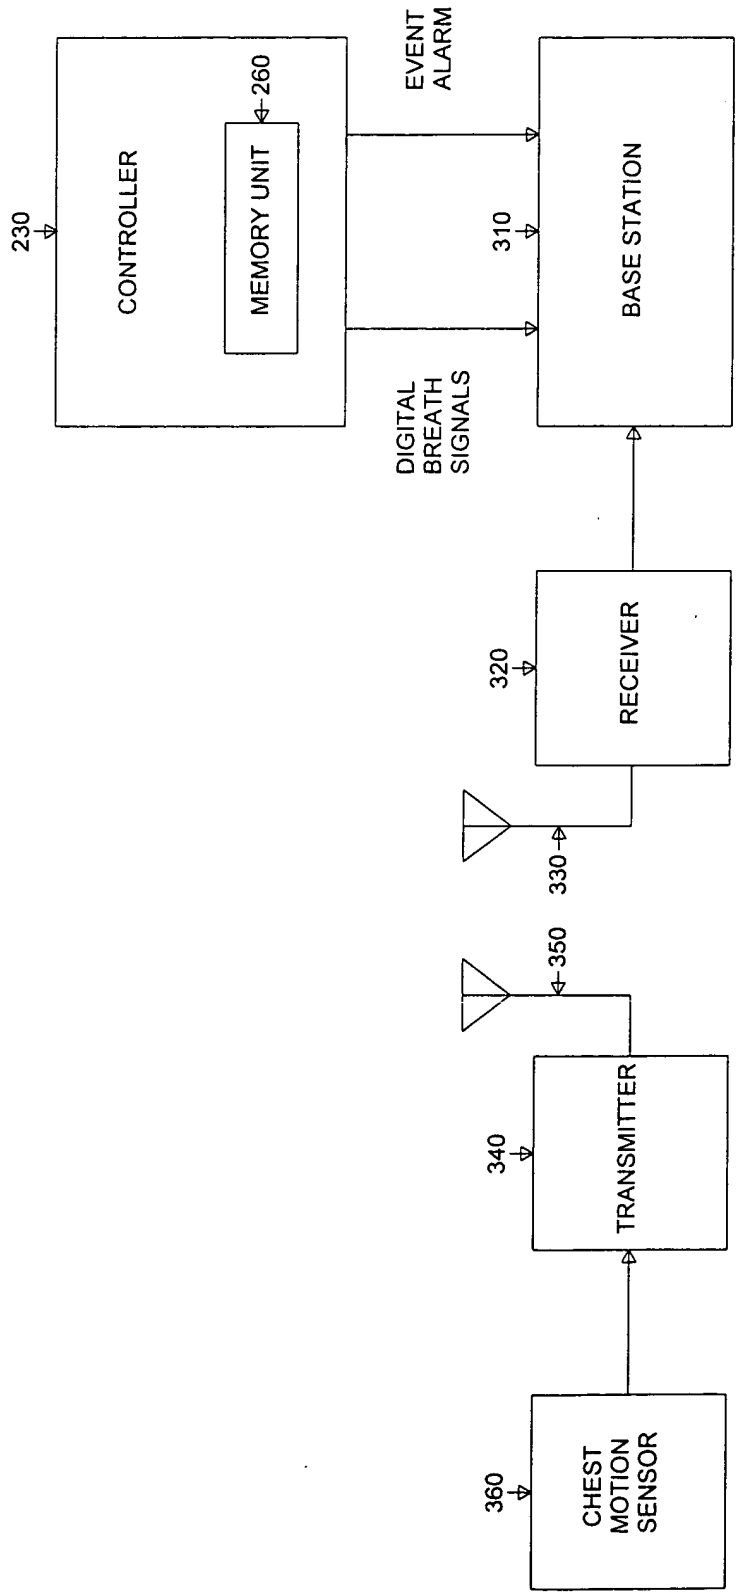 230
CONTROLLER
MEMORY UNIT
260
DIGITAL
BREATH
SIGNALS
EVENT
ALARM
360
CHEST
MOTION
SENSOR
340
TRANSMITTER
350
330
320
RECEIVER
310
BASE STATION